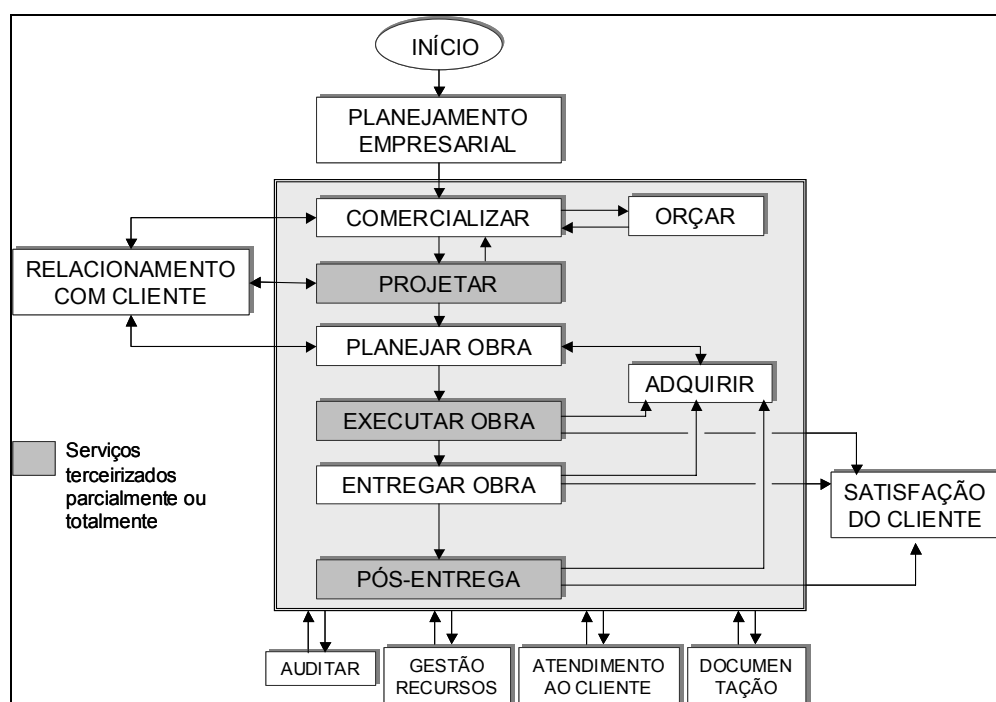 INÍCIO
PLANEJAMENTO
EMPRESARIAL
COMERCIALIZAR
ORÇAR
RELACIONAMENTO
COM CLIENTE
PROJETAR
PLANEJAR OBRA
ADQUIRIR
EXECUTAR OBRA
Serviços
terceirizados
parcialmente ou
totalmente
ENTREGAR OBRA
SATISFAÇÃO
DO CLIENTE
PÓS-ENTREGA
AUDITAR
GESTÃO
RECURSOS
ATENDIMENTO
AO CLIENTE
DOCUMEN
TAÇÃO